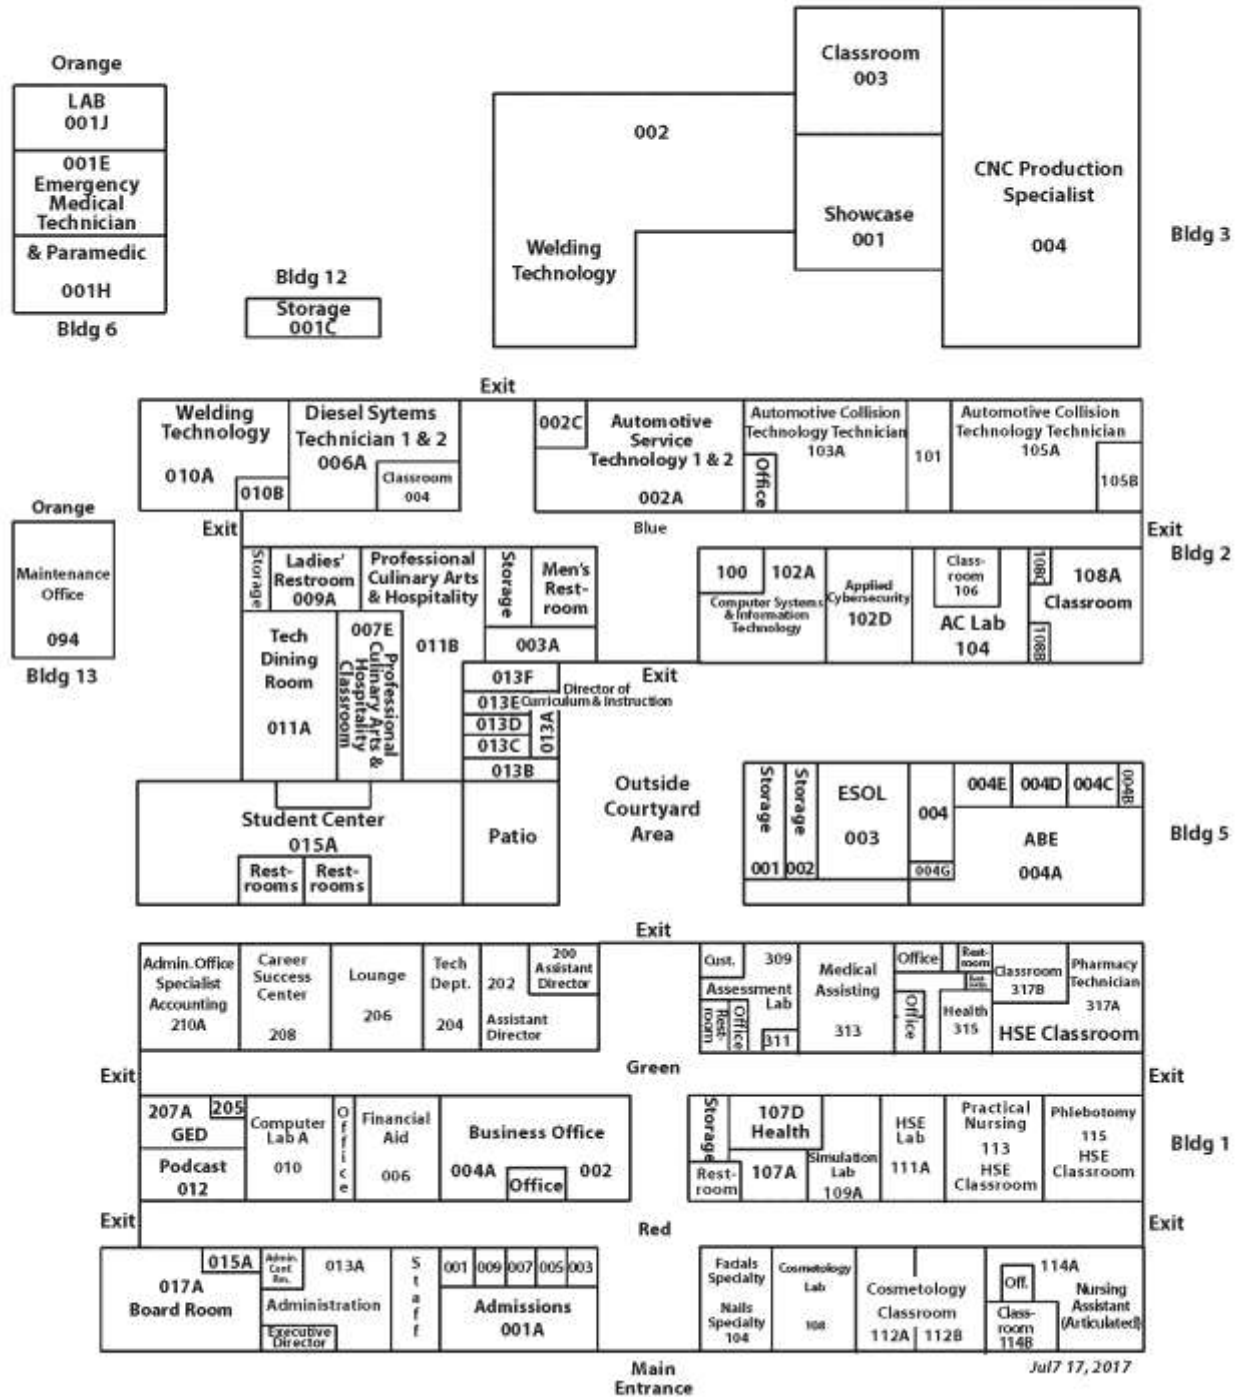 Orange
LAB
001J
001E
Emergency
Medical
Technician
& Paramedic
001H
Bldg 6
Bldg 12
Storage
001C
Classroom
003
002
Welding
Technology
Showcase
001
CNC Production
Specialist
004
Bldg 3
Exit
Welding
Technology
010A
010B
Diesel Sytems
Technician 1 & 2
006A
Classroom
004
002C
Automotive
Service
Technology 1 & 2
002A
Automotive Collision
Technology Technician
103A
Office
101
Automotive Collision
Technology Technician
105A
105B
Orange
Maintenance
Office
094
Bldg 13
Exit
Blue
Exit
Bldg 2
Storage
Ladies'
Restroom
009A
Professional
Culinary Arts
& Hospitality
011B
Storage
Men's
Rest-
room
003A
100
102A
Computer Systems
& Information
Technology
Applied
Cybersecurity
102D
Class-
room
106
AC Lab
104
108C
108A
Classroom
108B
Tech
Dining
Room
011A
007E
Professional
Culinary Arts &
Hospitality
Classroom
Exit
013F
Director of
Curriculum & Instruction
013E
013D
013C
013A
013B
Student Center
015A
Rest-
rooms
Rest-
rooms
Patio
Outside
Courtyard
Area
Storage
001
Storage
002
ESOL
003
004
004G
004E
004D
004C
004B
ABE
004A
Bldg 5
Exit
Admin. Office
Specialist
Accounting
210A
Career
Success
Center
208
Lounge
206
Tech
Dept.
204
202
Assistant
Director
200
Assistant
Director
Cust.
309
Assessment
Lab
Rest-
room
Office
311
Medical
Assisting
313
Office
Office
Rest-
room
Health
315
Classroom
317B
Pharmacy
Technician
317A
HSE Classroom
Exit
Green
Exit
207A
205
GED
Podcast
012
Computer
Lab A
010
Office
Financial
Aid
006
Business Office
004A
Office
002
Storage
Rest-
room
107D
Health
107A
Simulation
Lab
109A
HSE
Lab
111A
Practical
Nursing
113
HSE
Classroom
Phlebotomy
115
HSE
Classroom
Bldg 1
Exit
Red
Exit
015A
017A
Board Room
Admin.
Conf.
Rm.
013A
Administration
Executive
Director
Staff
001
009
007
005
003
Admissions
001A
Facials
Specialty
Nails
Specialty
104
Cosmetology
Lab
108
Cosmetology
Classroom
112A
112B
114A
Off.
Class-
room
114B
Nursing
Assistant
(Articulated)
Main
Entrance
Jul7 17, 2017